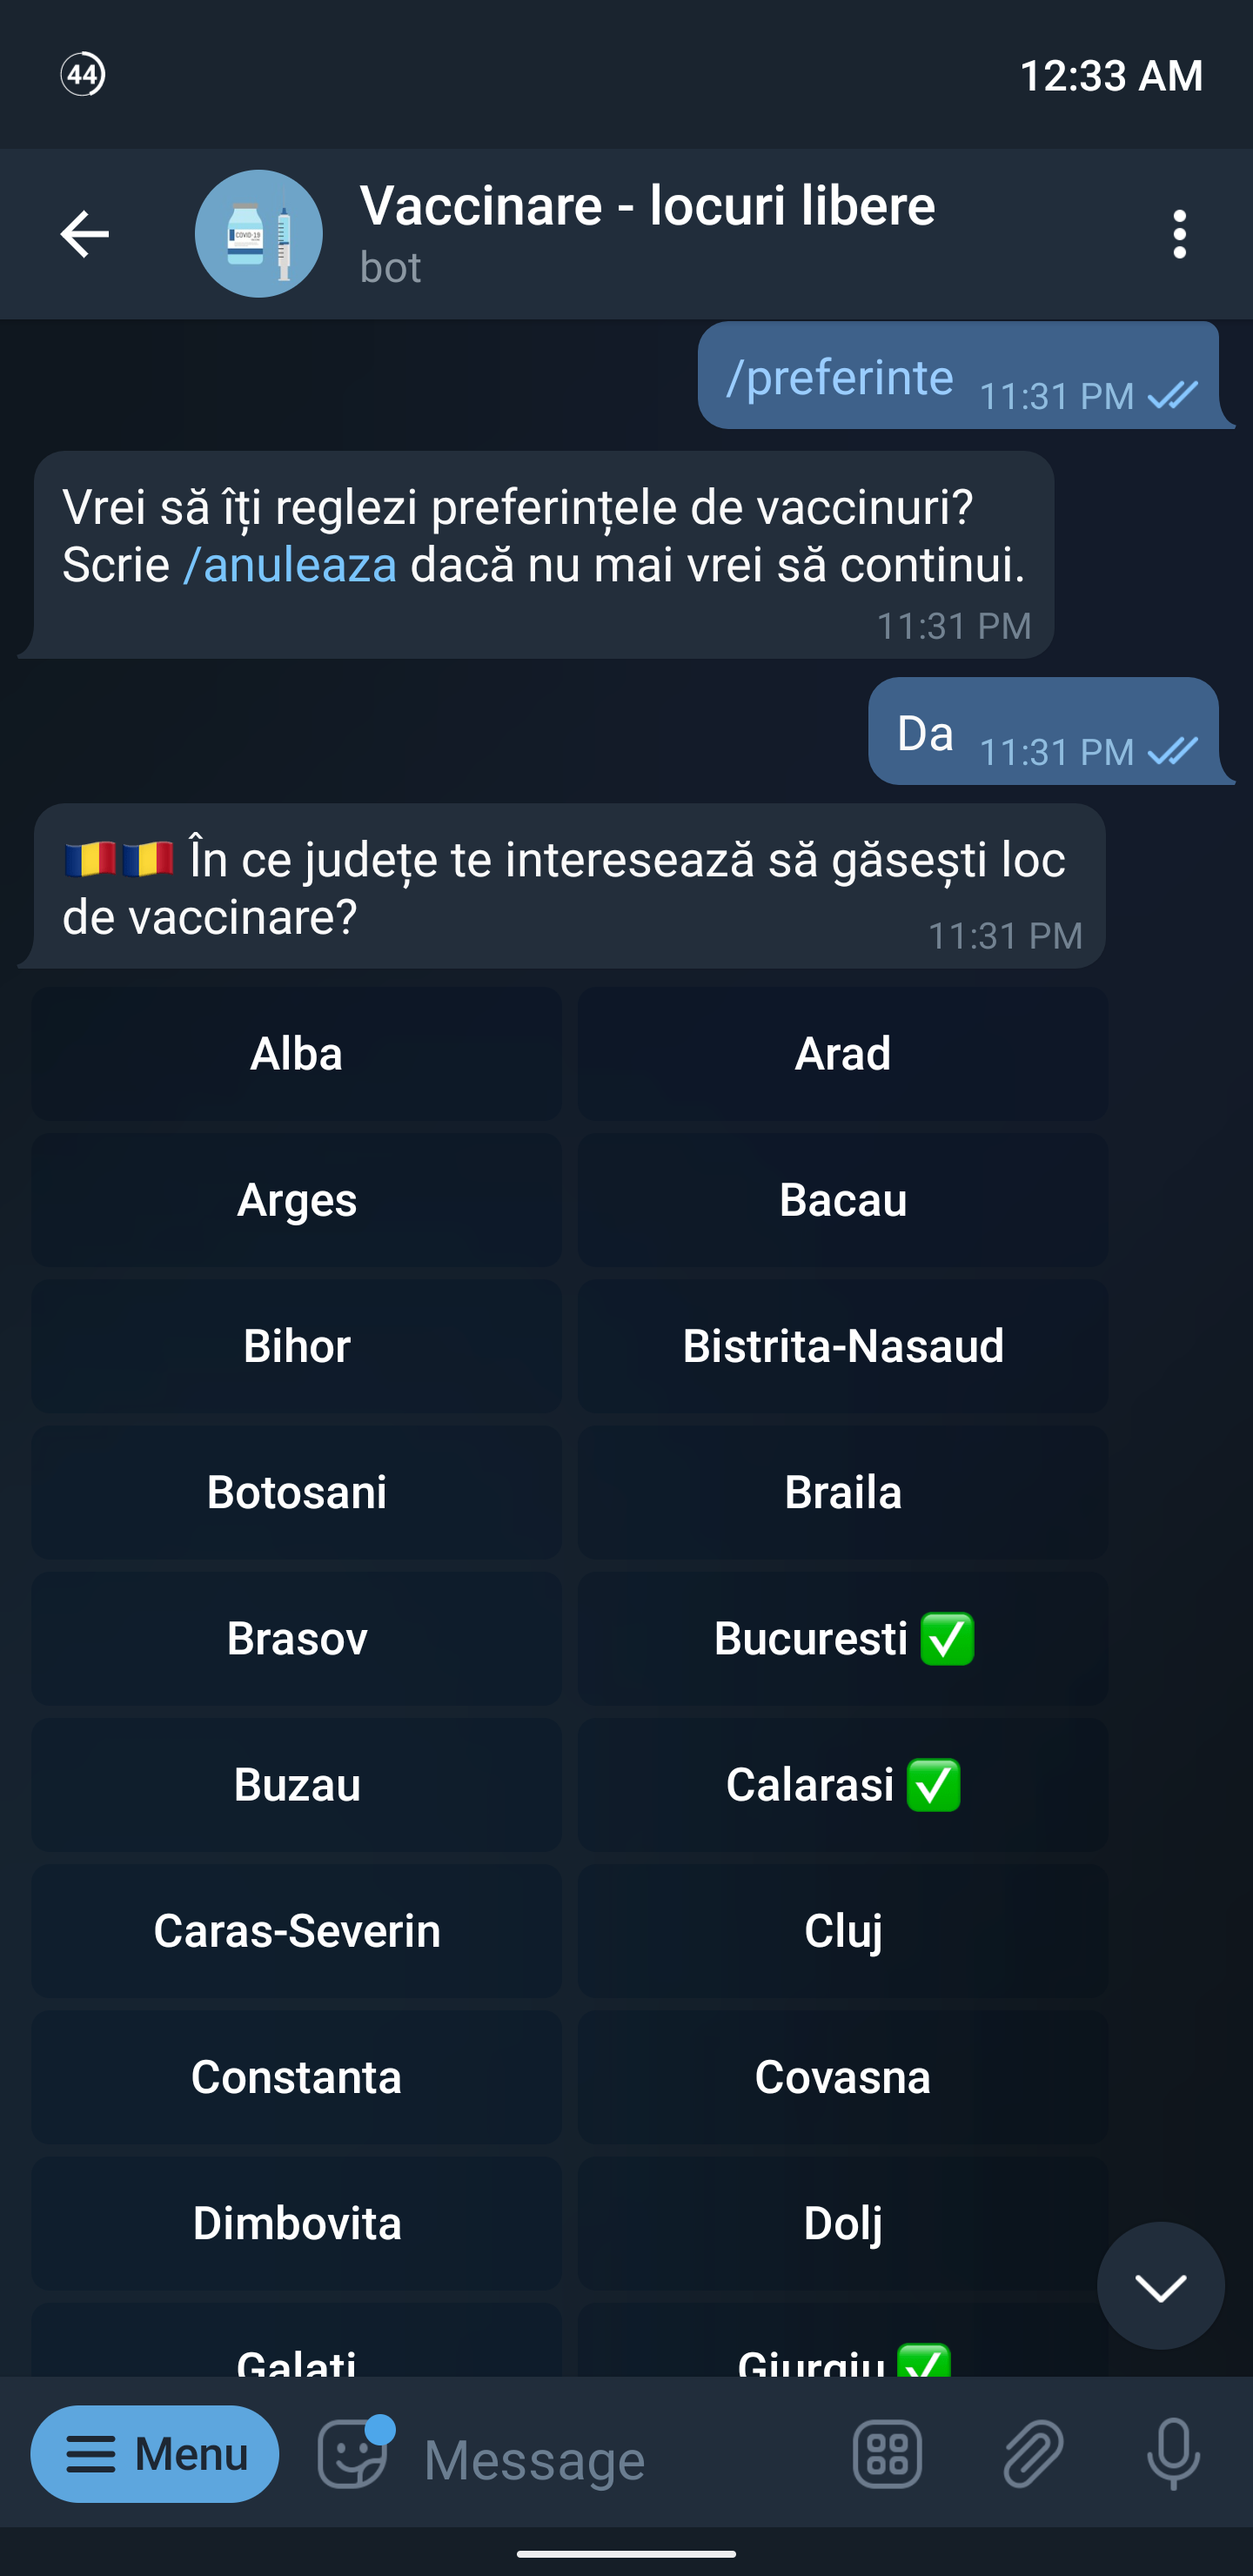 44
12:33 AM
Vaccinare - locuri libere
bot
COVID-19
/preferinte 11:31 PM
Vrei să îți reglezi preferințele de vaccinuri?
Scrie /anuleaza dacă nu mai vrei să continui.
11:31 PM
Da 11:31 PM
🇷🇴🇷🇴 În ce județe te interesează să găsești loc
de vaccinare?
11:31 PM
Alba
Arad
Arges
Bacau
Bihor
Bistrita-Nasaud
Botosani
Braila
Brasov
Bucuresti ✅
Buzau
Calarasi ✅
Caras-Severin
Cluj
Constanta
Covasna
Dimbovita
Dolj
Galati
Giurgiu ✅
Menu
Message